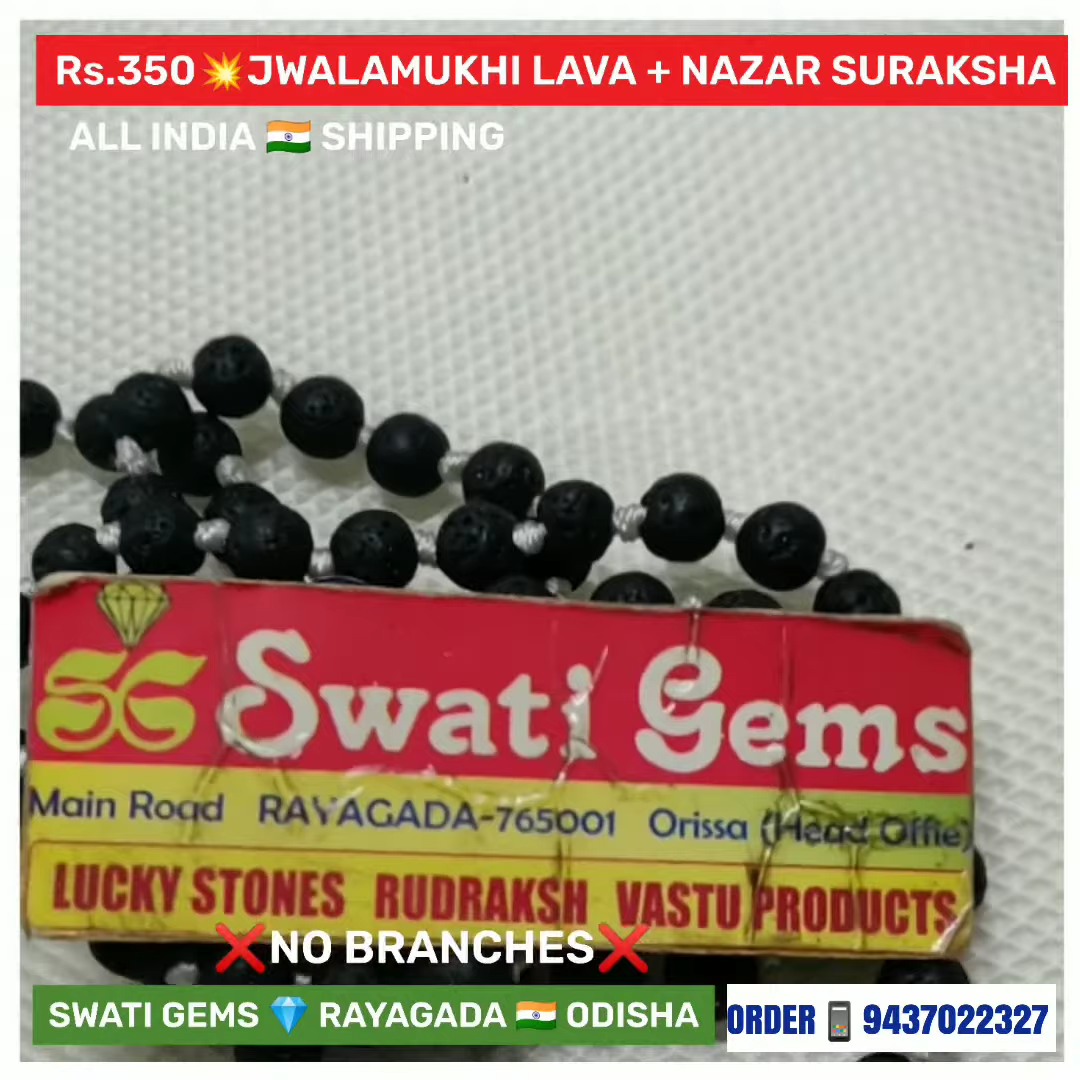 Rs.350💥JWALAMUKHI LAVA + NAZAR SURAKSHA
ALL INDIA 🇮🇳 SHIPPING
SG Swati Gems
Main Road RAYAGADA-765001 Orissa (Head Offie)
LUCKY STONES RUDRAKSH VASTU PRODUCTS
❌NO BRANCHES❌
SWATI GEMS 💎 RAYAGADA 🇮🇳 ODISHA
ORDER 📱 9437022327